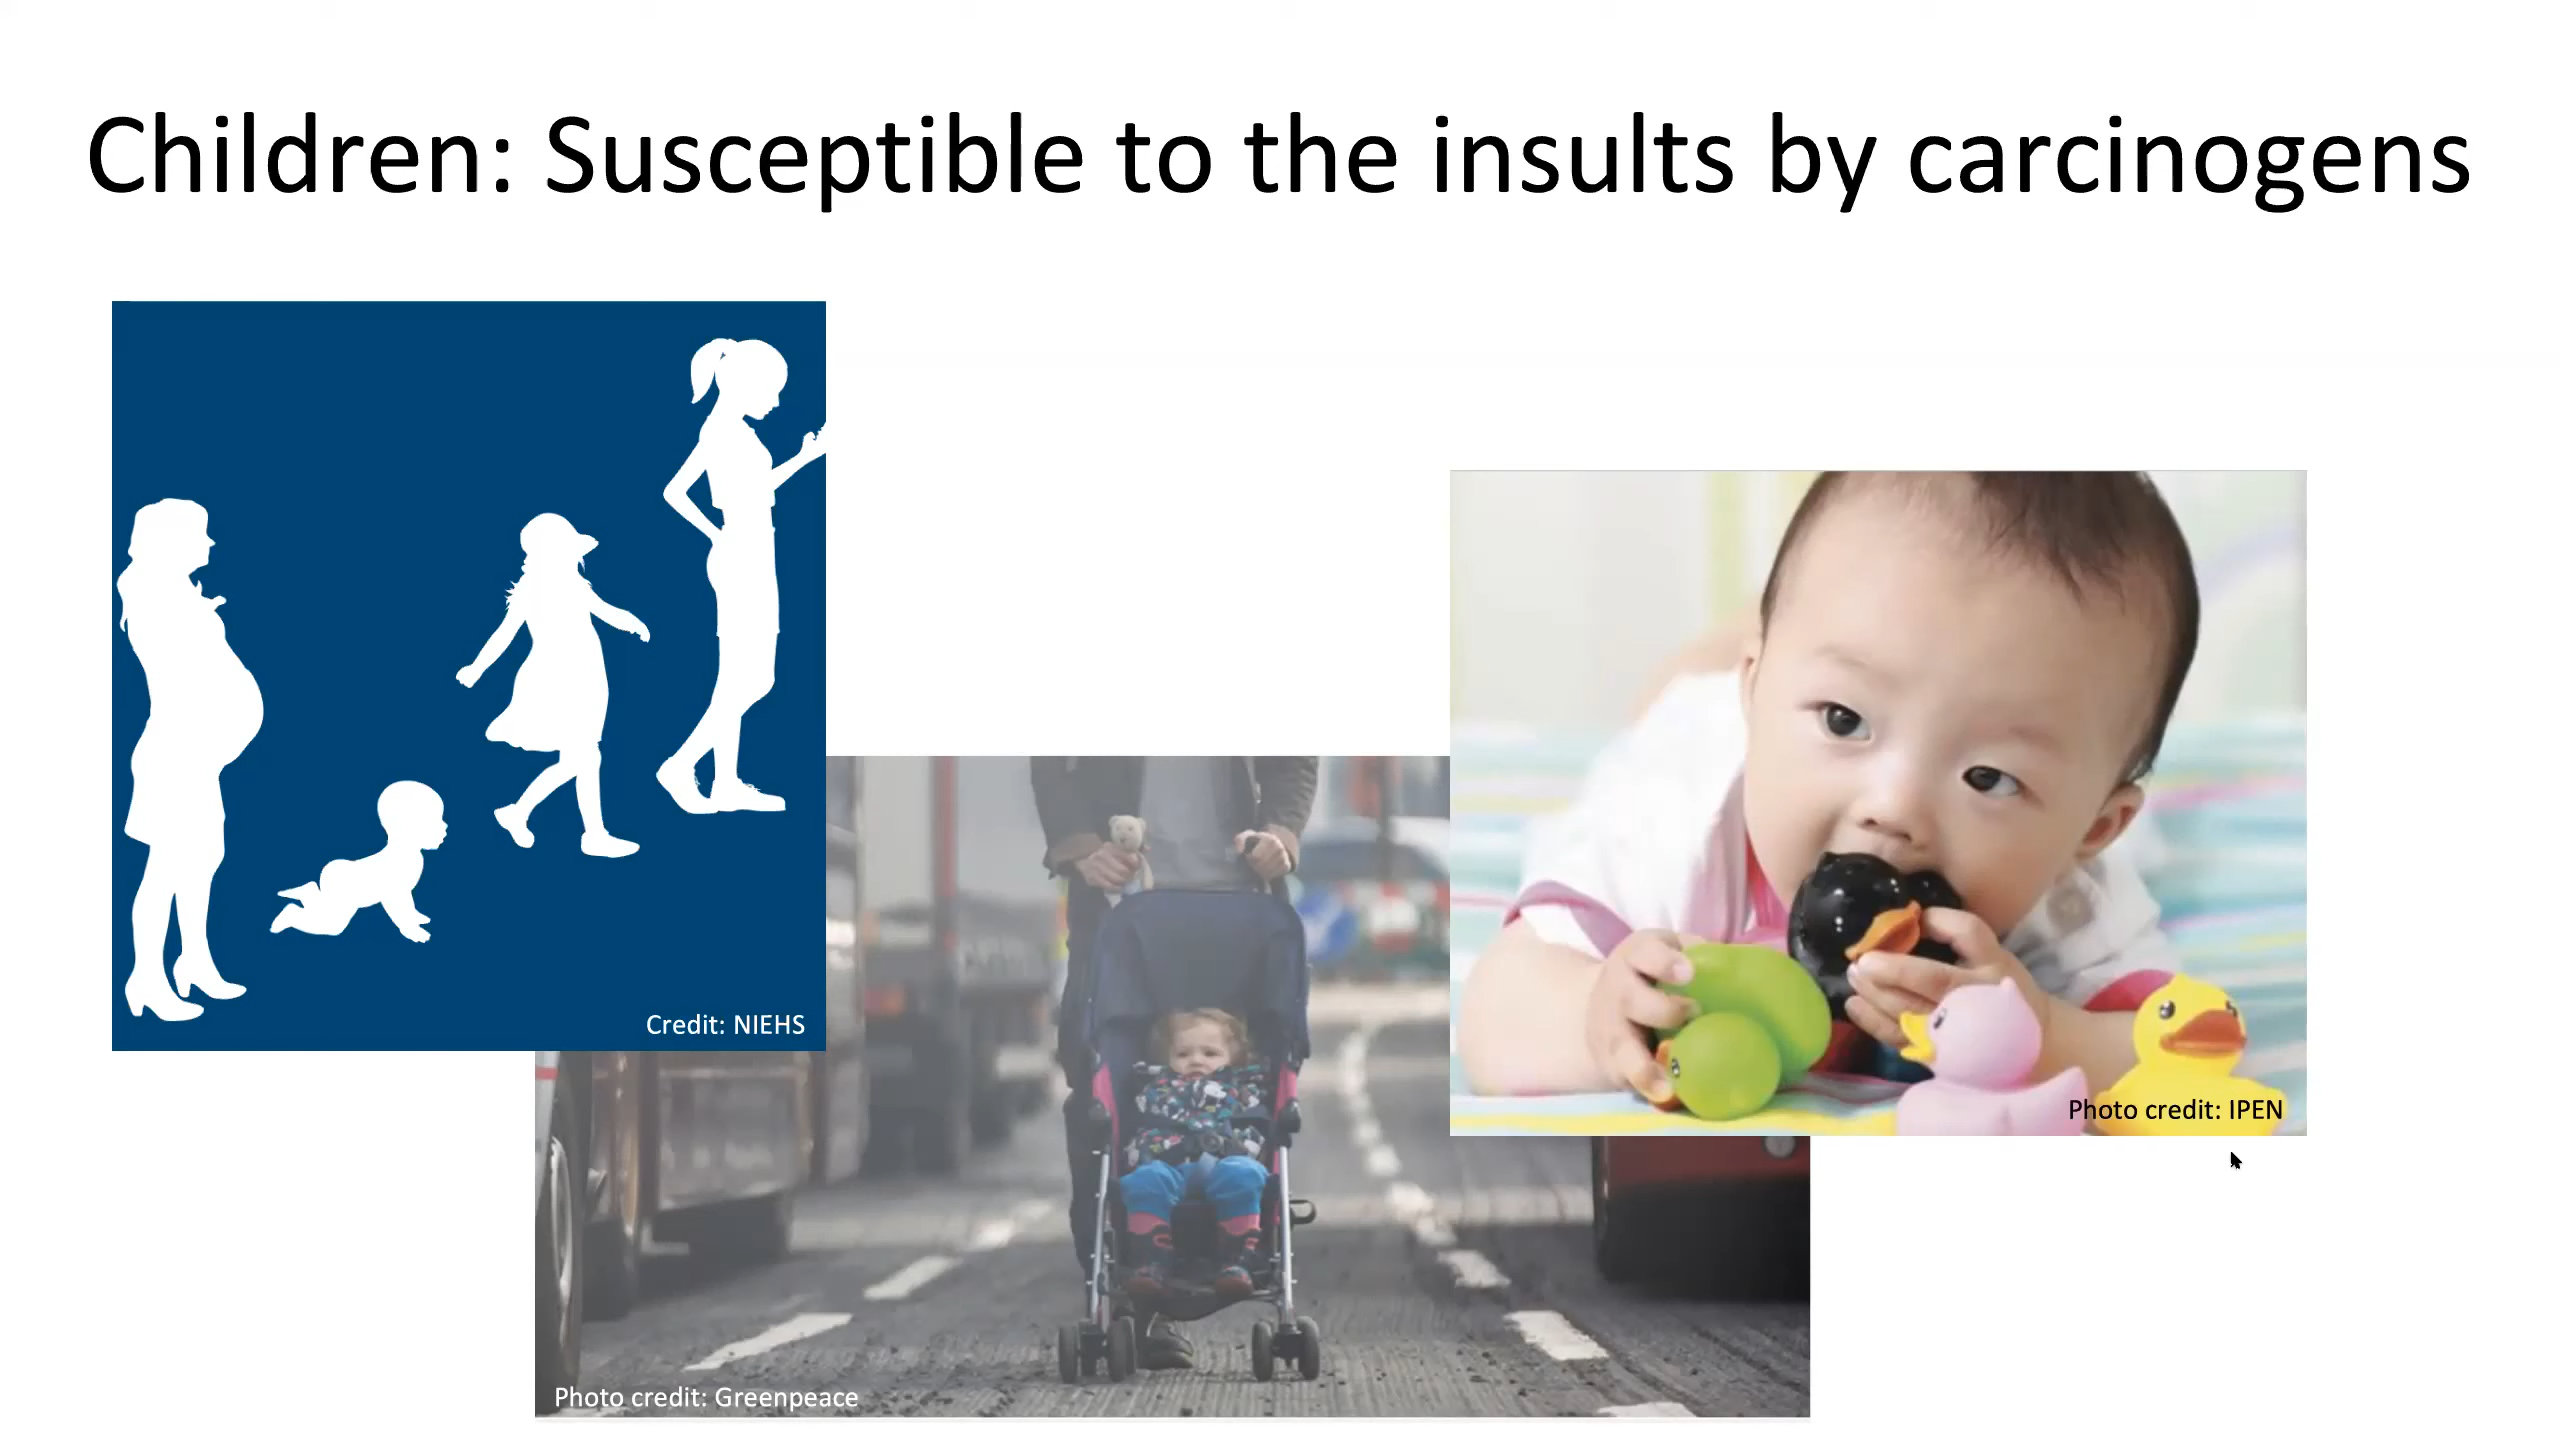 Children: Susceptible to the insults by carcinogens
Credit: NIEHS
Photo credit: IPEN
Photo credit: Greenpeace